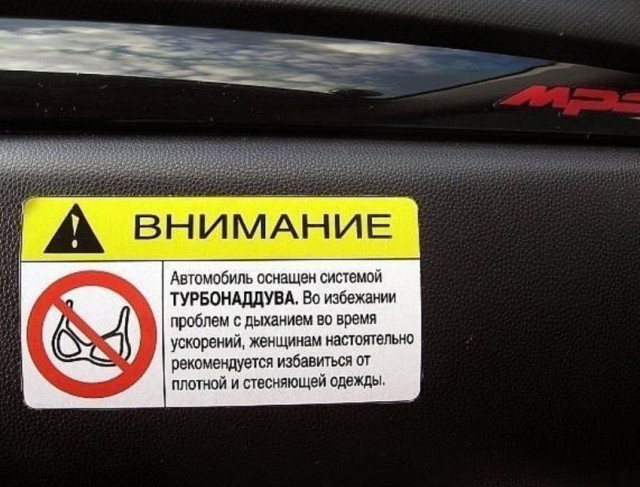 MPS
ВНИМАНИЕ
Автомобиль оснащен системой
ТУРБОНАДДУВА. Во избежании
проблем с дыханием во время
ускорений, женщинам настоятельно
рекомендуется избавиться от
плотной и стесняющей одежды.